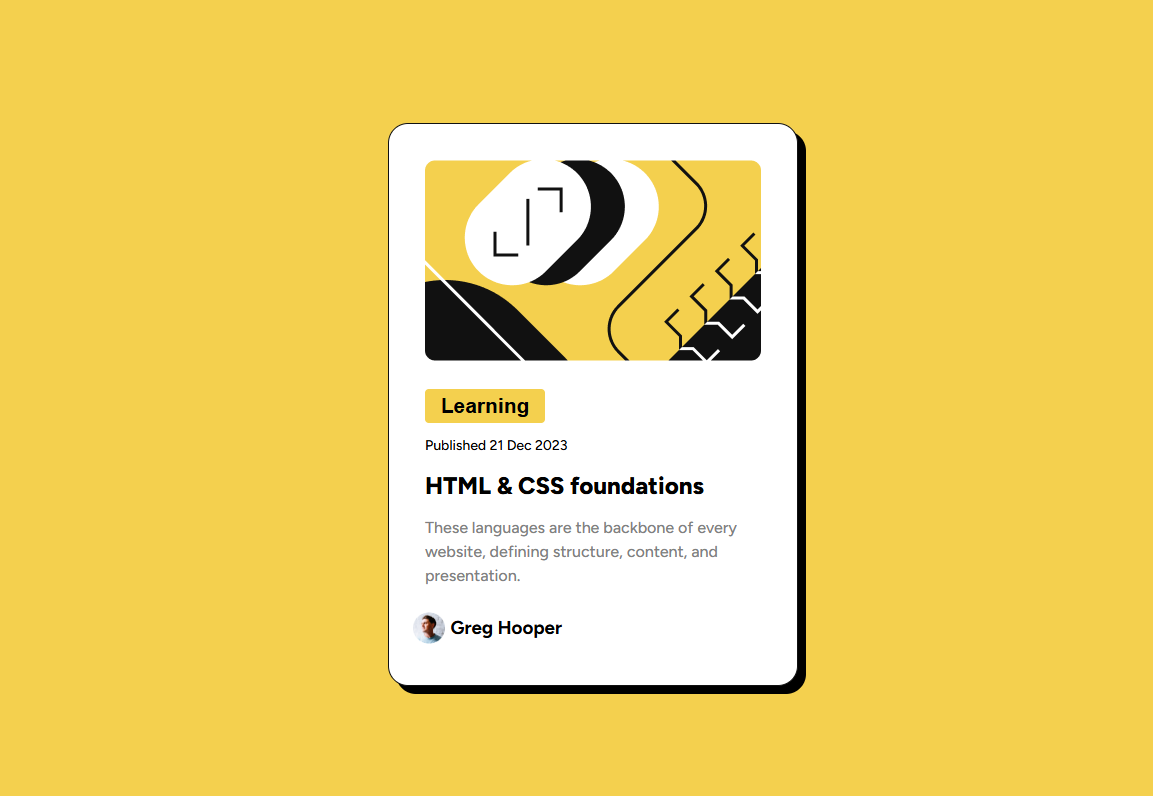 Learning
Published 21 Dec 2023
HTML & CSS foundations
These languages are the backbone of every
website, defining structure, content, and
presentation.
Greg Hooper